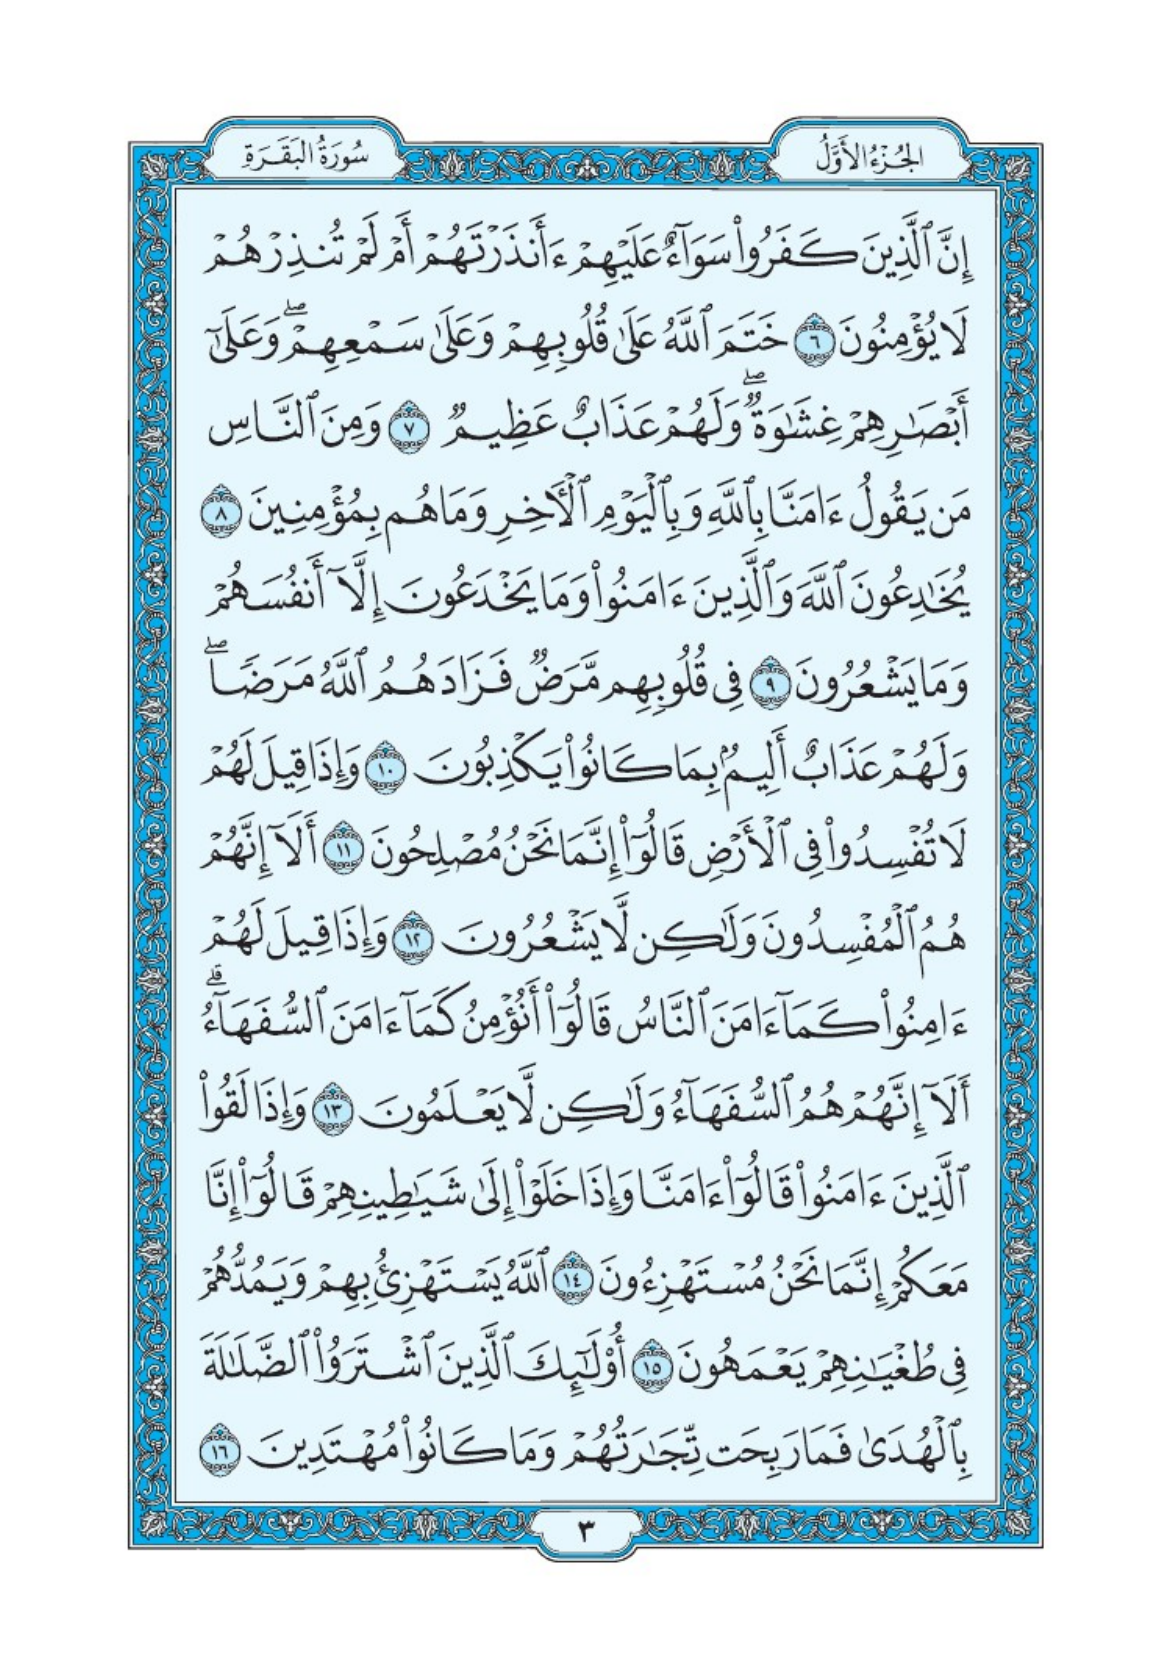 الجُزْءُ الأَوَّلُ
سُورَةُ البَقَرَةِ
إِنَّ ٱلَّذِينَ كَفَرُوا۟ سَوَآءٌ عَلَيْهِمْ ءَأَنذَرْتَهُمْ أَمْ لَمْ تُنذِرْهُمْ
لَا يُؤْمِنُونَ ٦ خَتَمَ ٱللَّهُ عَلَىٰ قُلُوبِهِمْ وَعَلَىٰ سَمْعِهِمْ ۖ وَعَلَىٰٓ
أَبْصَـٰرِهِمْ غِشَـٰوَةٌ ۖ وَلَهُمْ عَذَابٌ عَظِيمٌ ٧ وَمِنَ ٱلنَّاسِ
مَن يَقُولُ ءَامَنَّا بِٱللَّهِ وَبِٱلْيَوْمِ ٱلْـَٔاخِرِ وَمَا هُم بِمُؤْمِنِينَ ٨
يُخَـٰدِعُونَ ٱللَّهَ وَٱلَّذِينَ ءَامَنُوا۟ وَمَا يَخْدَعُونَ إِلَّآ أَنفُسَهُمْ
وَمَا يَشْعُرُونَ ٩ فِى قُلُوبِهِم مَّرَضٌ فَزَادَهُمُ ٱللَّهُ مَرَضًا ۖ
وَلَهُمْ عَذَابٌ أَلِيمٌۢ بِمَا كَانُوا۟ يَكْذِبُونَ ١٠ وَإِذَا قِيلَ لَهُمْ
لَا تُفْسِدُوا۟ فِى ٱلْأَرْضِ قَالُوٓا۟ إِنَّمَا نَحْنُ مُصْلِحُونَ ١١ أَلَآ إِنَّهُمْ
هُمُ ٱلْمُفْسِدُونَ وَلَـٰكِن لَّا يَشْعُرُونَ ١٢ وَإِذَا قِيلَ لَهُمْ
ءَامِنُوا۟ كَمَآ ءَامَنَ ٱلنَّاسُ قَالُوٓا۟ أَنُؤْمِنُ كَمَآ ءَامَنَ ٱلسُّفَهَآءُ ۗ
أَلَآ إِنَّهُمْ هُمُ ٱلسُّفَهَآءُ وَلَـٰكِن لَّا يَعْلَمُونَ ١٣ وَإِذَا لَقُوا۟
ٱلَّذِينَ ءَامَنُوا۟ قَالُوٓا۟ ءَامَنَّا وَإِذَا خَلَوْا۟ إِلَىٰ شَيَـٰطِينِهِمْ قَالُوٓا۟ إِنَّا
مَعَكُمْ إِنَّمَا نَحْنُ مُسْتَهْزِءُونَ ١٤ ٱللَّهُ يَسْتَهْزِئُ بِهِمْ وَيَمُدُّهُمْ
فِى طُغْيَـٰنِهِمْ يَعْمَهُونَ ١٥ أُو۟لَـٰٓئِكَ ٱلَّذِينَ ٱشْتَرَوُا۟ ٱلضَّلَـٰلَةَ
بِٱلْهُدَىٰ فَمَا رَبِحَت تِّجَـٰرَتُهُمْ وَمَا كَانُوا۟ مُهْتَدِينَ ١٦
٣